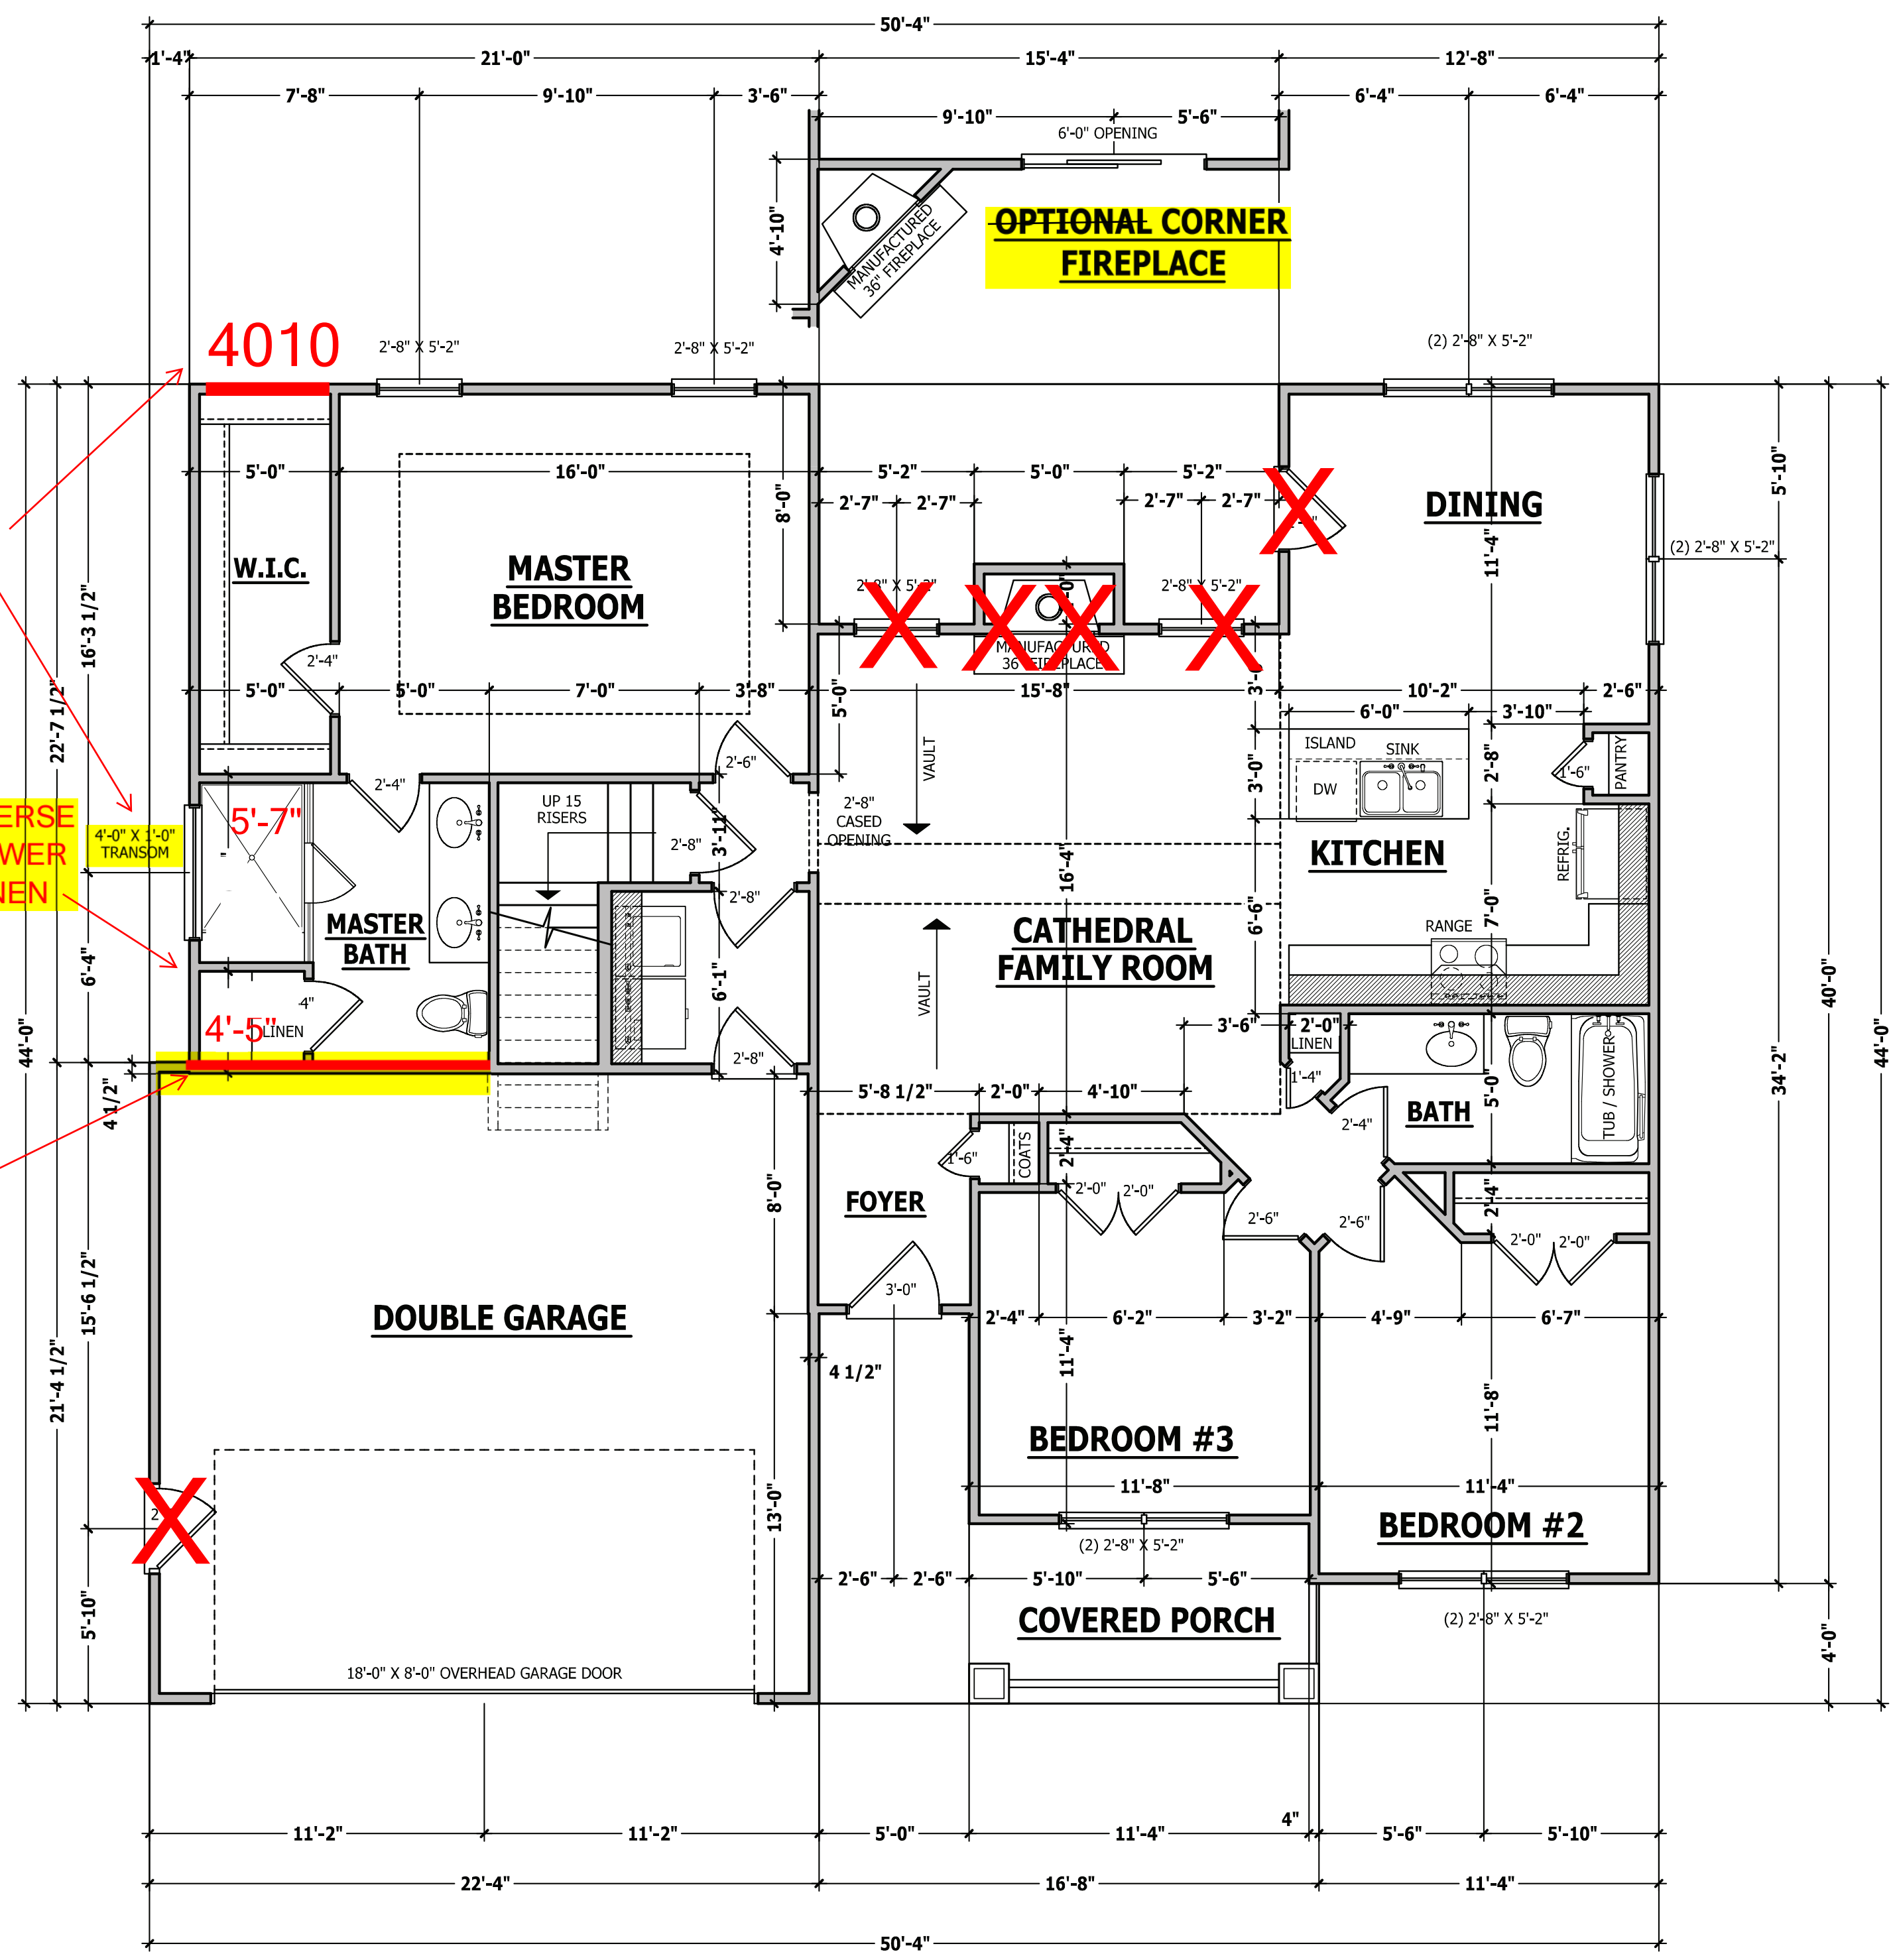 50'-4"
1'-4" 21'-0" 15'-4" 12'-8"
7'-8" 9'-10" 3'-6" 6'-4" 6'-4"
9'-10" 5'-6"
6'-0" OPENING
4'-10"
MANUFACTURED
36" FIREPLACE
OPTIONAL CORNER
FIREPLACE
4010
2'-8" X 5'-2"
2'-8" X 5'-2"
(2) 2'-8" X 5'-2"
5'-0" 16'-0" 5'-2" 5'-0" 5'-2"
2'-7" 2'-7" 2'-7" 2'-7"
8'-0"
5'-10"
DINING
11'-4"
(2) 2'-8" X 5'-2"
W.I.C.
MASTER
BEDROOM
X
X X X X
2'-8" X 5'-2"
MANUFACTURED
36" FIREPLACE
16'-3 1/2"
22'-7 1/2"
2'-4"
5'-0" 5'-0" 7'-0" 3'-8" 15'-8" 10'-2" 2'-6"
5'-0"
6'-0" 3'-10"
ISLAND
SINK
DW
3'-0"
2'-8"
1'-6"
PANTRY
VAULT
2'-6"
2'-4"
UP 15
RISERS
2'-8"
3'-11"
2'-8"
CASED
OPENING
5'-7"
4'-0" X 1'-0"
TRANSOM
ERSE
WER
NEN
KITCHEN
REFRIG.
16'-4"
2'-8"
MASTER
BATH
CATHEDRAL
FAMILY ROOM
6'-6"
7'-0"
RANGE
6'-4"
6'-1"
VAULT
40'-0"
44'-0"
44'-0"
4"
4'-5"
LINEN
2'-8"
3'-6" 2'-0"
LINEN
1'-4"
34'-2"
4 1/2"
5'-8 1/2" 2'-0" 4'-10"
BATH
5'-0"
TUB / SHOWER
2'-4"
1'-6"
COATS
2'-4"
2'-0" 2'-0"
FOYER
8'-0"
2'-6"
2'-6"
2'-4"
2'-0" 2'-0"
15'-6 1/2"
21'-4 1/2"
3'-0"
DOUBLE GARAGE
2'-4" 6'-2" 3'-2" 4'-9" 6'-7"
4 1/2"
11'-4"
11'-8"
BEDROOM #3
11'-8" 11'-4"
X
2
13'-0"
BEDROOM #2
(2) 2'-8" X 5'-2"
2'-6" 2'-6" 5'-10" 5'-6"
5'-10"
COVERED PORCH
(2) 2'-8" X 5'-2"
4'-0"
18'-0" X 8'-0" OVERHEAD GARAGE DOOR
4"
11'-2" 11'-2" 5'-0" 11'-4" 5'-6" 5'-10"
22'-4" 16'-8" 11'-4"
50'-4"